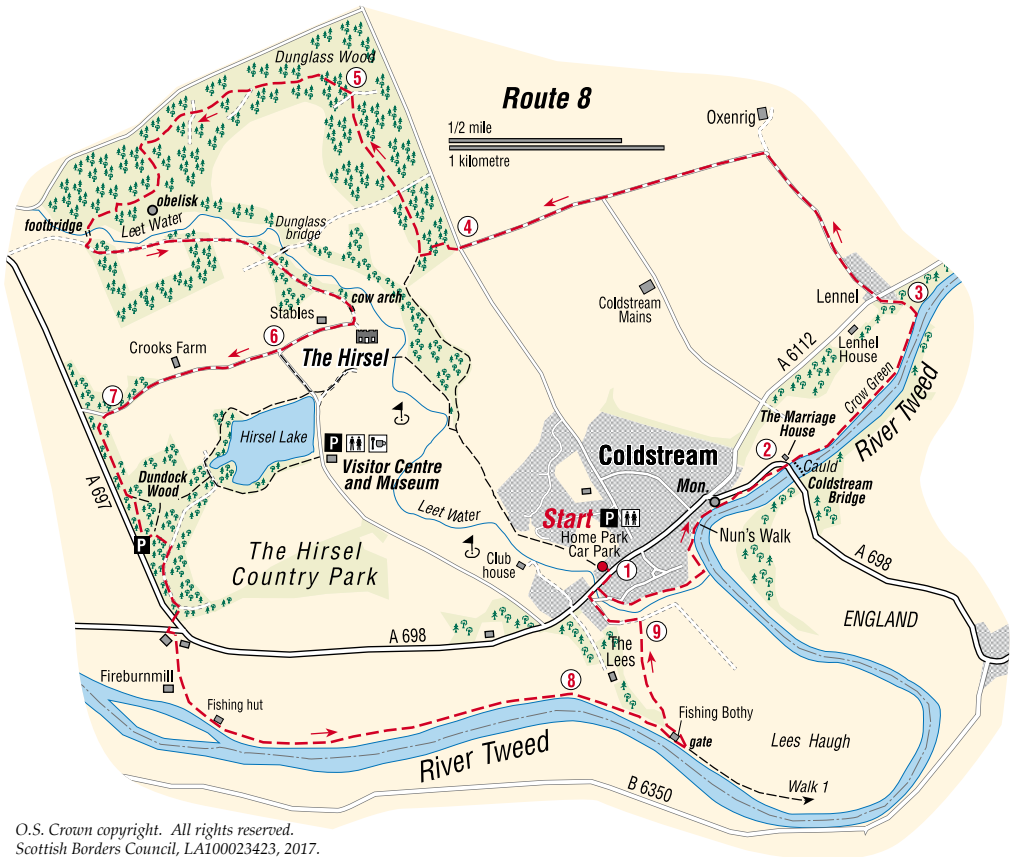 Dunglass Wood
5
Route 8
1/2 mile
1 kilometre
Oxenrig
obelisk
Leet Water
footbridge
Dunglass
bridge
4
cow arch
Stables
6
Coldstream
Mains
Lennel
3
Lennel
House
A 6112
Crow Green
River Tweed
Crooks Farm
The Hirsel
7
Hirsel Lake
P
Visitor Centre
and Museum
A 697
Dundock
Wood
P
Leet Water
The Marriage
House
2
Cauld
Coldstream
Bridge
Coldstream
Mon.
Start P
Home Park
Car Park
Nun's Walk
A 698
1
Club
house
The Hirsel
Country Park
ENGLAND
A 698
9
The
Lees
Fireburnmill
Fishing hut
8
Fishing Bothy
gate
Lees Haugh
River Tweed
Walk 1
B 6350
O.S. Crown copyright. All rights reserved.
Scottish Borders Council, LA100023423, 2017.